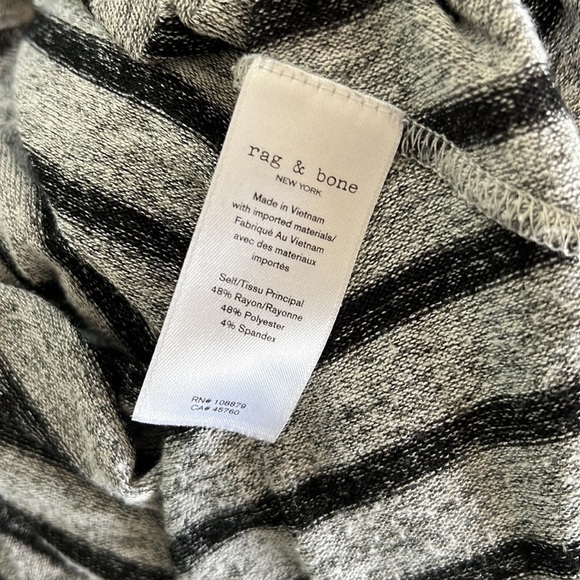 rag & bone
NEW YORK
Made in Vietnam
with imported materials/
Fabriqué Au Vietnam
avec des materiaux
importés
Self/Tissu Principal
48% Rayon/Rayonne
48% Polyester
4% Spandex
RN# 108879
CA# 45760